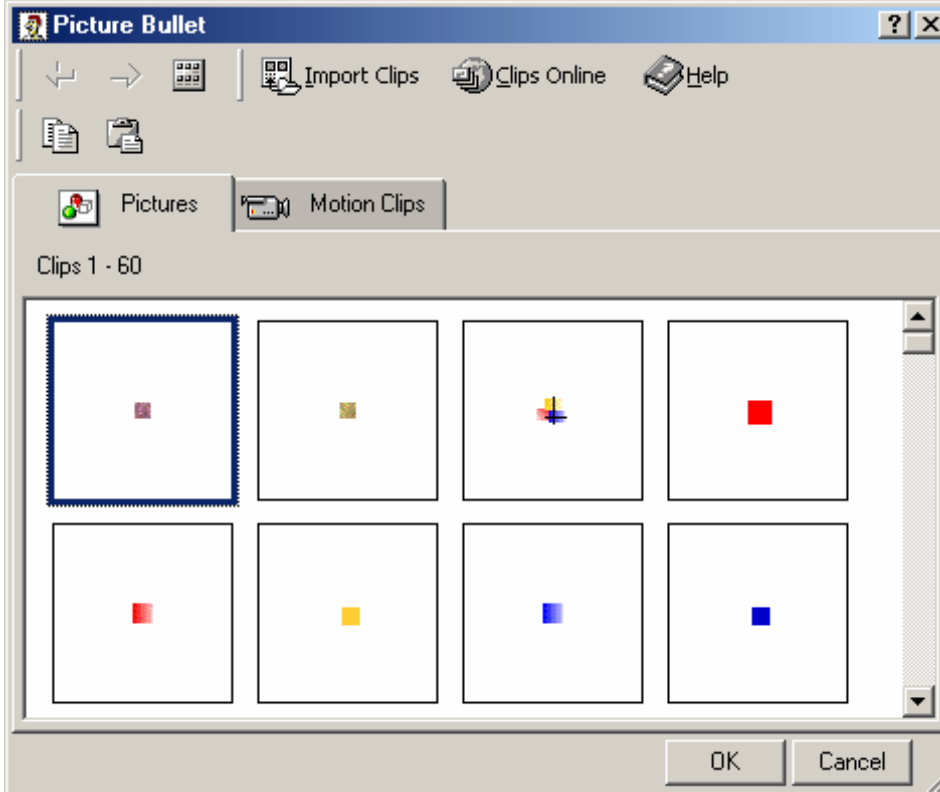 Picture Bullet
Import Clips Clips Online Help
Pictures Motion Clips
Clips 1 - 60
OK Cancel